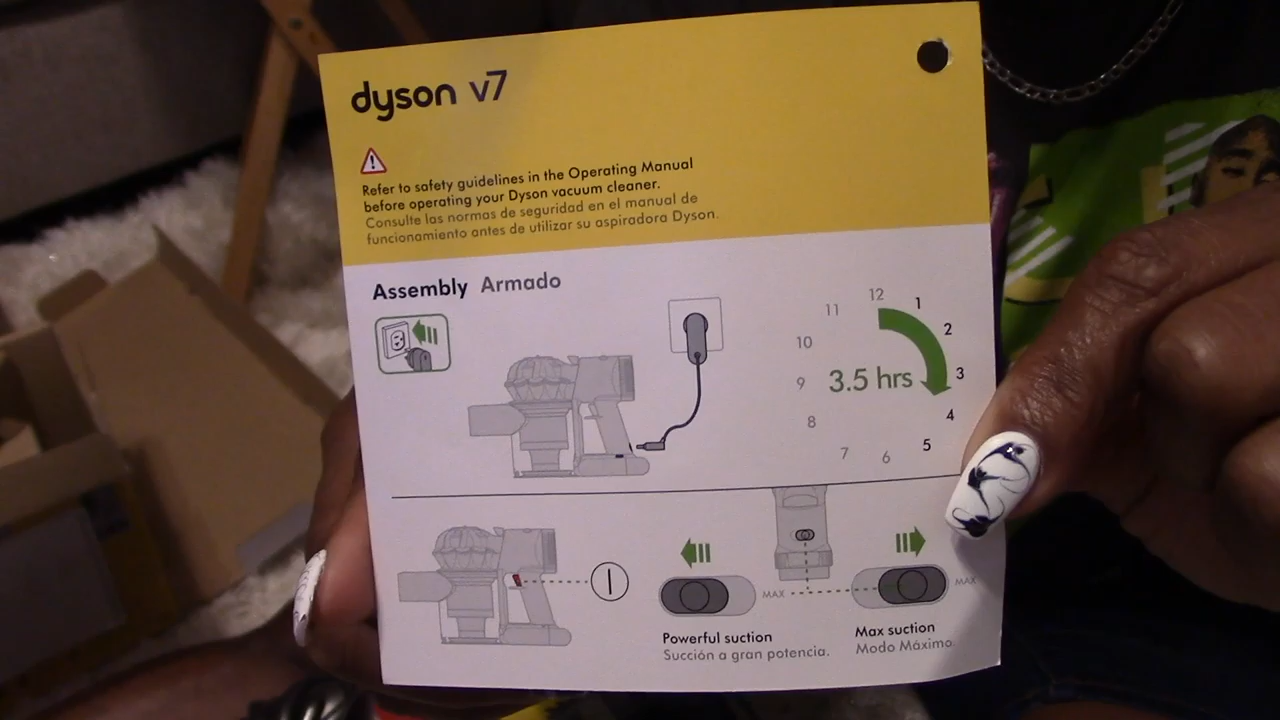 dyson v7
Refer to safety guidelines in the Operating Manual
before operating your Dyson vacuum cleaner.
Consulte las normas de seguridad en el manual de
funcionamiento antes de utilizar su aspiradora Dyson.
Assembly Armado
12
1
2
3
4
5
6
7
8
9
10
11
3.5 hrs
MAX
MAX
Powerful suction
Succión a gran potencia.
Max suction
Modo Máximo.